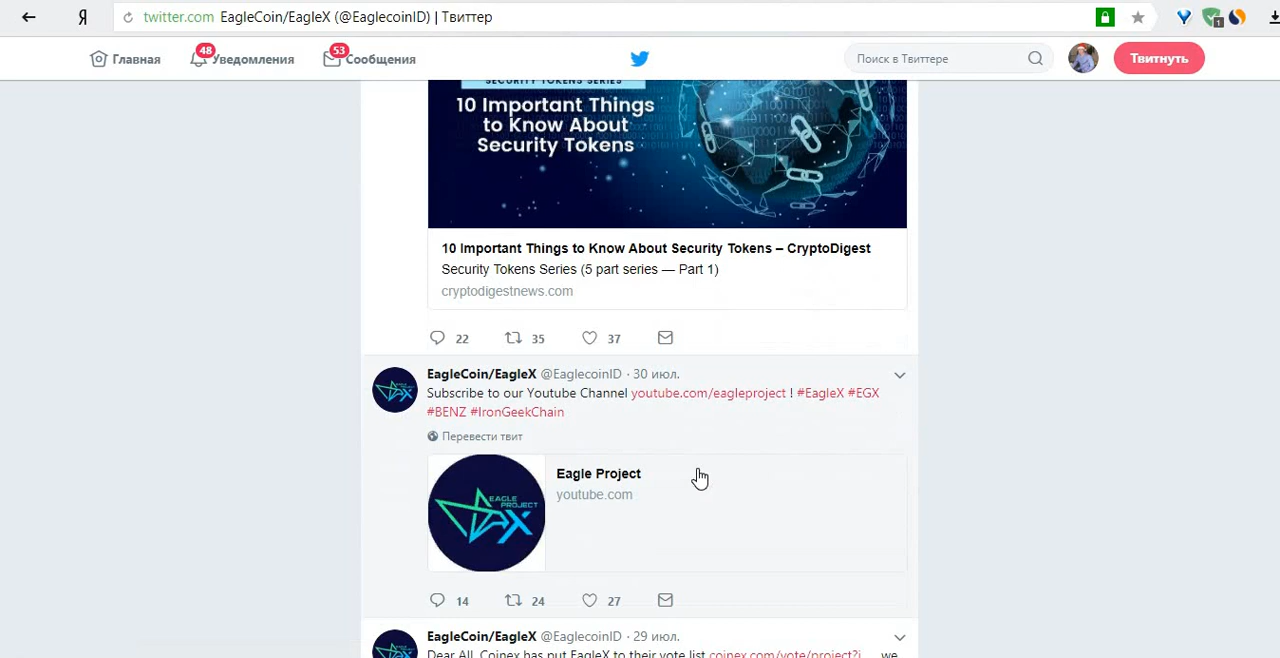 Я twitter.com EagleCoin/EagleX (@EaglecoinID) | Твиттер
1
Главная 48 Уведомления 53 Сообщения Поиск в Твиттере Твитнуть
SECURITY TOKENS SERIES
10 Important Things
to Know About
Security Tokens
10 Important Things to Know About Security Tokens – CryptoDigest
Security Tokens Series (5 part series — Part 1)
cryptodigestnews.com
22 35 37
EagleCoin/EagleX @EaglecoinID · 30 июл.
Subscribe to our Youtube Channel youtube.com/eagleproject ! #EagleX #EGX
#BENZ #IronGeekChain
Перевести твит
EAGLE
PROJECT
Eagle Project
youtube.com
14 24 27
EagleCoin/EagleX @EaglecoinID · 29 июл.
Dear All, Coinex has put EagleX to their vote list coinex.com/vote/project?i... we